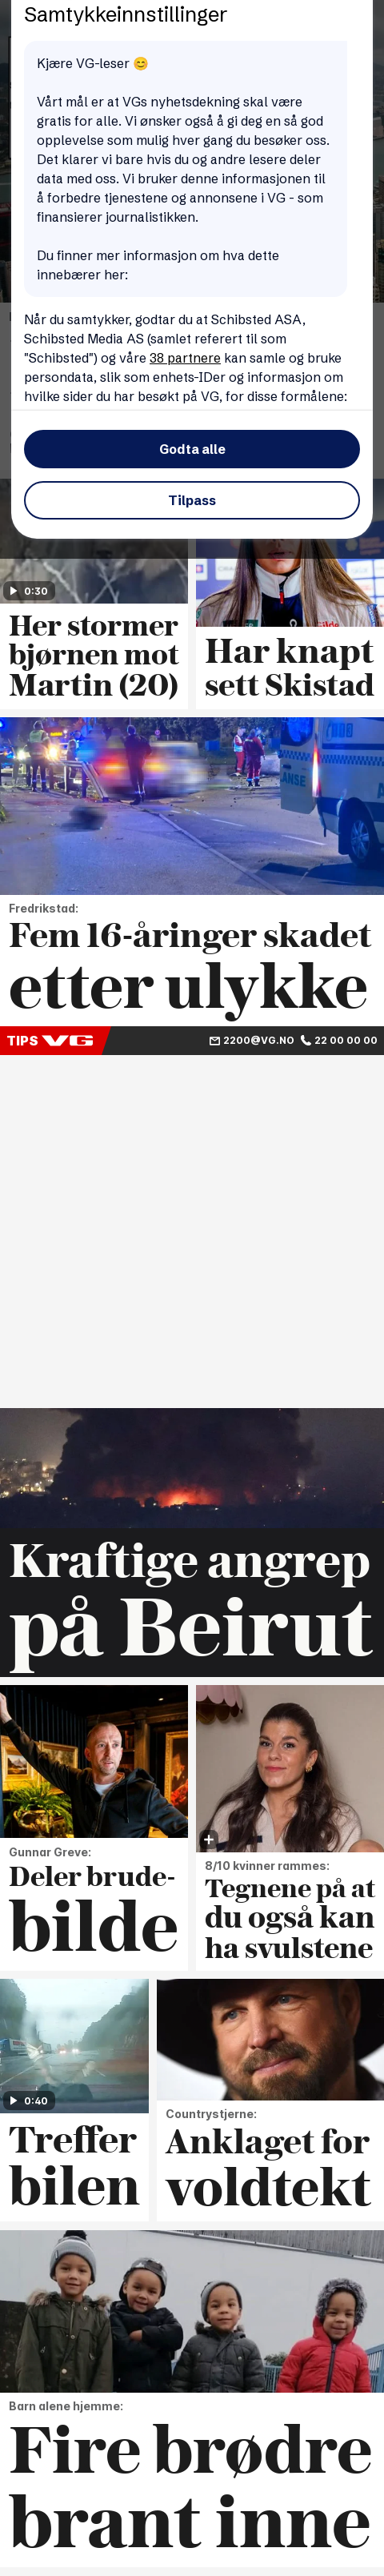 Samtykkeinnstillinger
Kjære VG-leser 😊
Vårt mål er at VGs nyhetsdekning skal være
gratis for alle. Vi ønsker også å gi deg en så god
opplevelse som mulig hver gang du besøker oss.
Det klarer vi bare hvis du og andre lesere deler
data med oss. Vi bruker denne informasjonen til
å forbedre tjenestene og annonsene i VG - som
finansierer journalistikken.
Du finner mer informasjon om hva dette
innebærer her:
Når du samtykker, godtar du at Schibsted ASA,
Schibsted Media AS (samlet referert til som
"Schibsted") og våre 38 partnere kan samle og bruke
persondata, slik som enhets-IDer og informasjon om
hvilke sider du har besøkt på VG, for disse formålene:
Godta alle
Tilpass
0:30
Her stormer
bjørnen mot
Martin (20)
Har knapt
sett Skistad
Fredrikstad:
Fem 16-åringer skadet
etter ulykke
TIPS VG 2200@VG.NO 22 00 00 00
Kraftige angrep
på Beirut
Gunnar Greve:
Deler brude-
bilde
8/10 kvinner rammes:
Tegnene på at
du også kan
ha svulstene
0:40
Treffer
bilen
Countrystjerne:
Anklaget for
voldtekt
Barn alene hjemme:
Fire brødre
brant inne